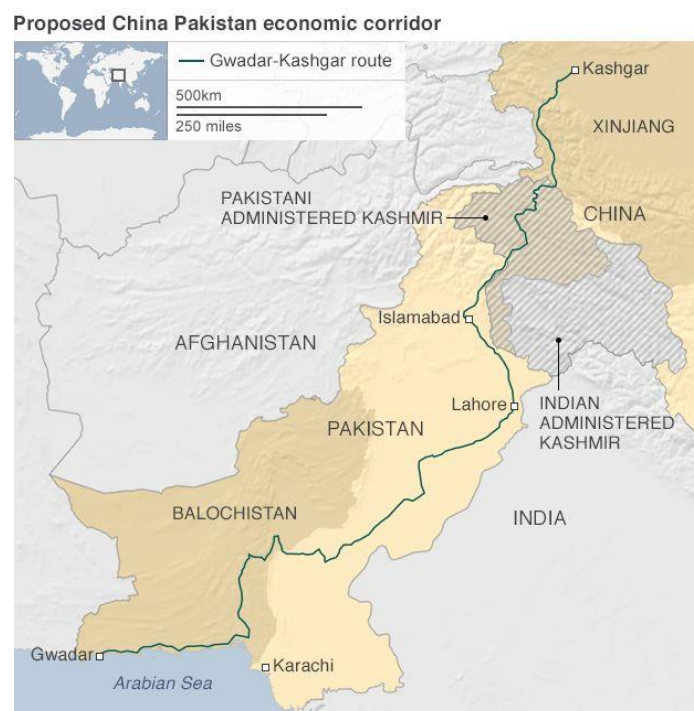 Proposed China Pakistan economic corridor
Gwadar-Kashgar route
500km
250 miles
Kashgar
XINJIANG
PAKISTANI
ADMINISTERED KASHMIR
CHINA
Islamabad
AFGHANISTAN
Lahore
INDIAN
ADMINISTERED
KASHMIR
PAKISTAN
BALOCHISTAN
INDIA
Gwadar
Karachi
Arabian Sea